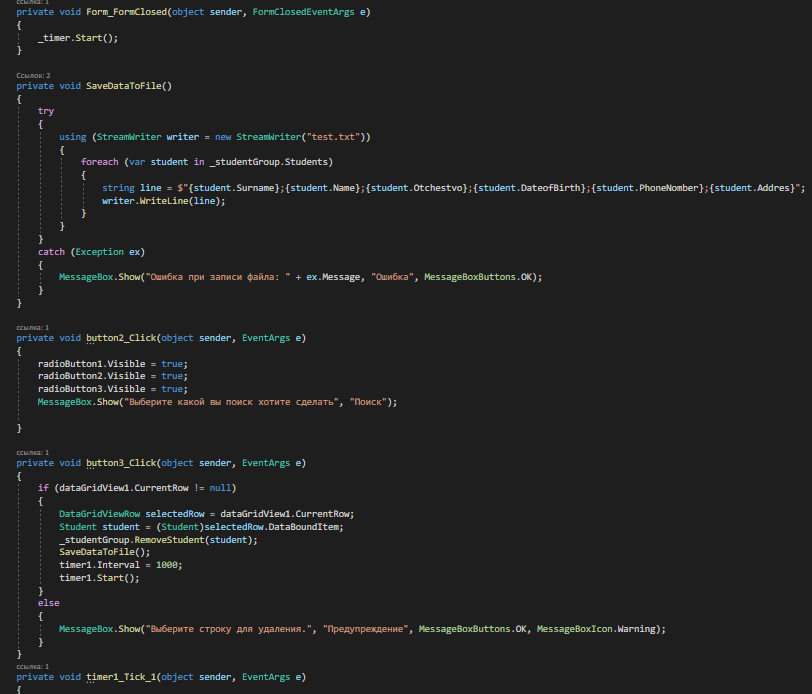 ссылка: 1
private void Form_FormClosed(object sender, FormClosedEventArgs e)
{
_timer.Start();
}
Ссылок: 2
private void SaveDataToFile()
{
try
{
using (StreamWriter writer = new StreamWriter("test.txt"))
{
foreach (var student in _studentGroup.Students)
{
string line = $"{student.Surname};{student.Name};{student.Otchestvo};{student.DateofBirth};{student.PhoneNomber};{student.Addres}";
writer.WriteLine(line);
}
}
}
catch (Exception ex)
{
MessageBox.Show("Ошибка при записи файла: " + ex.Message, "Ошибка", MessageBoxButtons.OK);
}
}
ссылка: 1
private void button2_Click(object sender, EventArgs e)
{
radioButton1.Visible = true;
radioButton2.Visible = true;
radioButton3.Visible = true;
MessageBox.Show("Выберите какой вы поиск хотите сделать", "Поиск");
}
ссылка: 1
private void button3_Click(object sender, EventArgs e)
{
if (dataGridView1.CurrentRow != null)
{
DataGridViewRow selectedRow = dataGridView1.CurrentRow;
Student student = (Student)selectedRow.DataBoundItem;
_studentGroup.RemoveStudent(student);
SaveDataToFile();
timer1.Interval = 1000;
timer1.Start();
}
else
{
MessageBox.Show("Выберите строку для удаления.", "Предупреждение", MessageBoxButtons.OK, MessageBoxIcon.Warning);
}
}
ссылка: 1
private void timer1_Tick_1(object sender, EventArgs e)
{